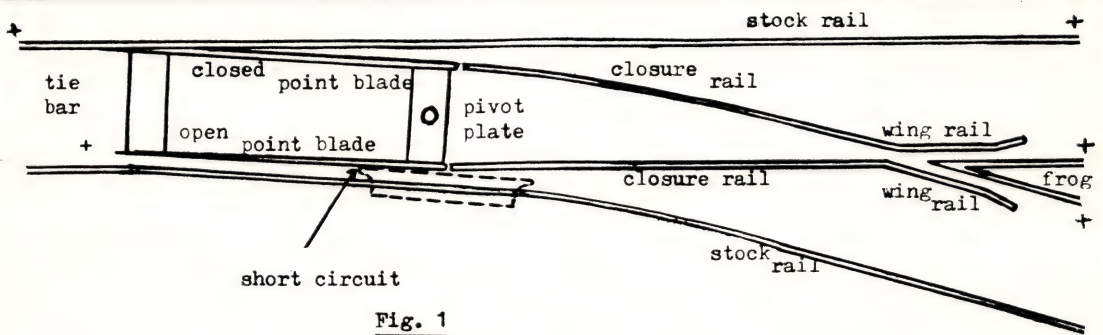 stock rail
+
+
closed
point blade
closure
rail
tie
bar
pivot
plate
open
point blade
+
wing rail
+
closure rail
frog
wing
rail
+
stock
rail
short circuit
Fig. 1